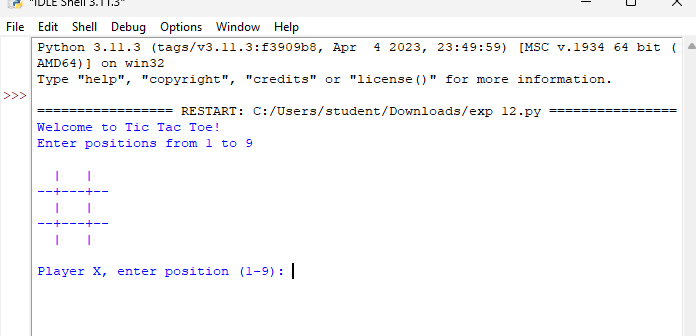 "IDLE Shell 3.11.3"
File Edit Shell Debug Options Window Help
Python 3.11.3 (tags/v3.11.3:f3909b8, Apr  4 2023, 23:49:59) [MSC v.1934 64 bit (
AMD64)] on win32
Type "help", "copyright", "credits" or "license()" for more information.
>>>
================= RESTART: C:/Users/student/Downloads/exp 12.py ================
Welcome to Tic Tac Toe!
Enter positions from 1 to 9
  |   |
--+---+--
  |   |
--+---+--
  |   |
Player X, enter position (1-9):